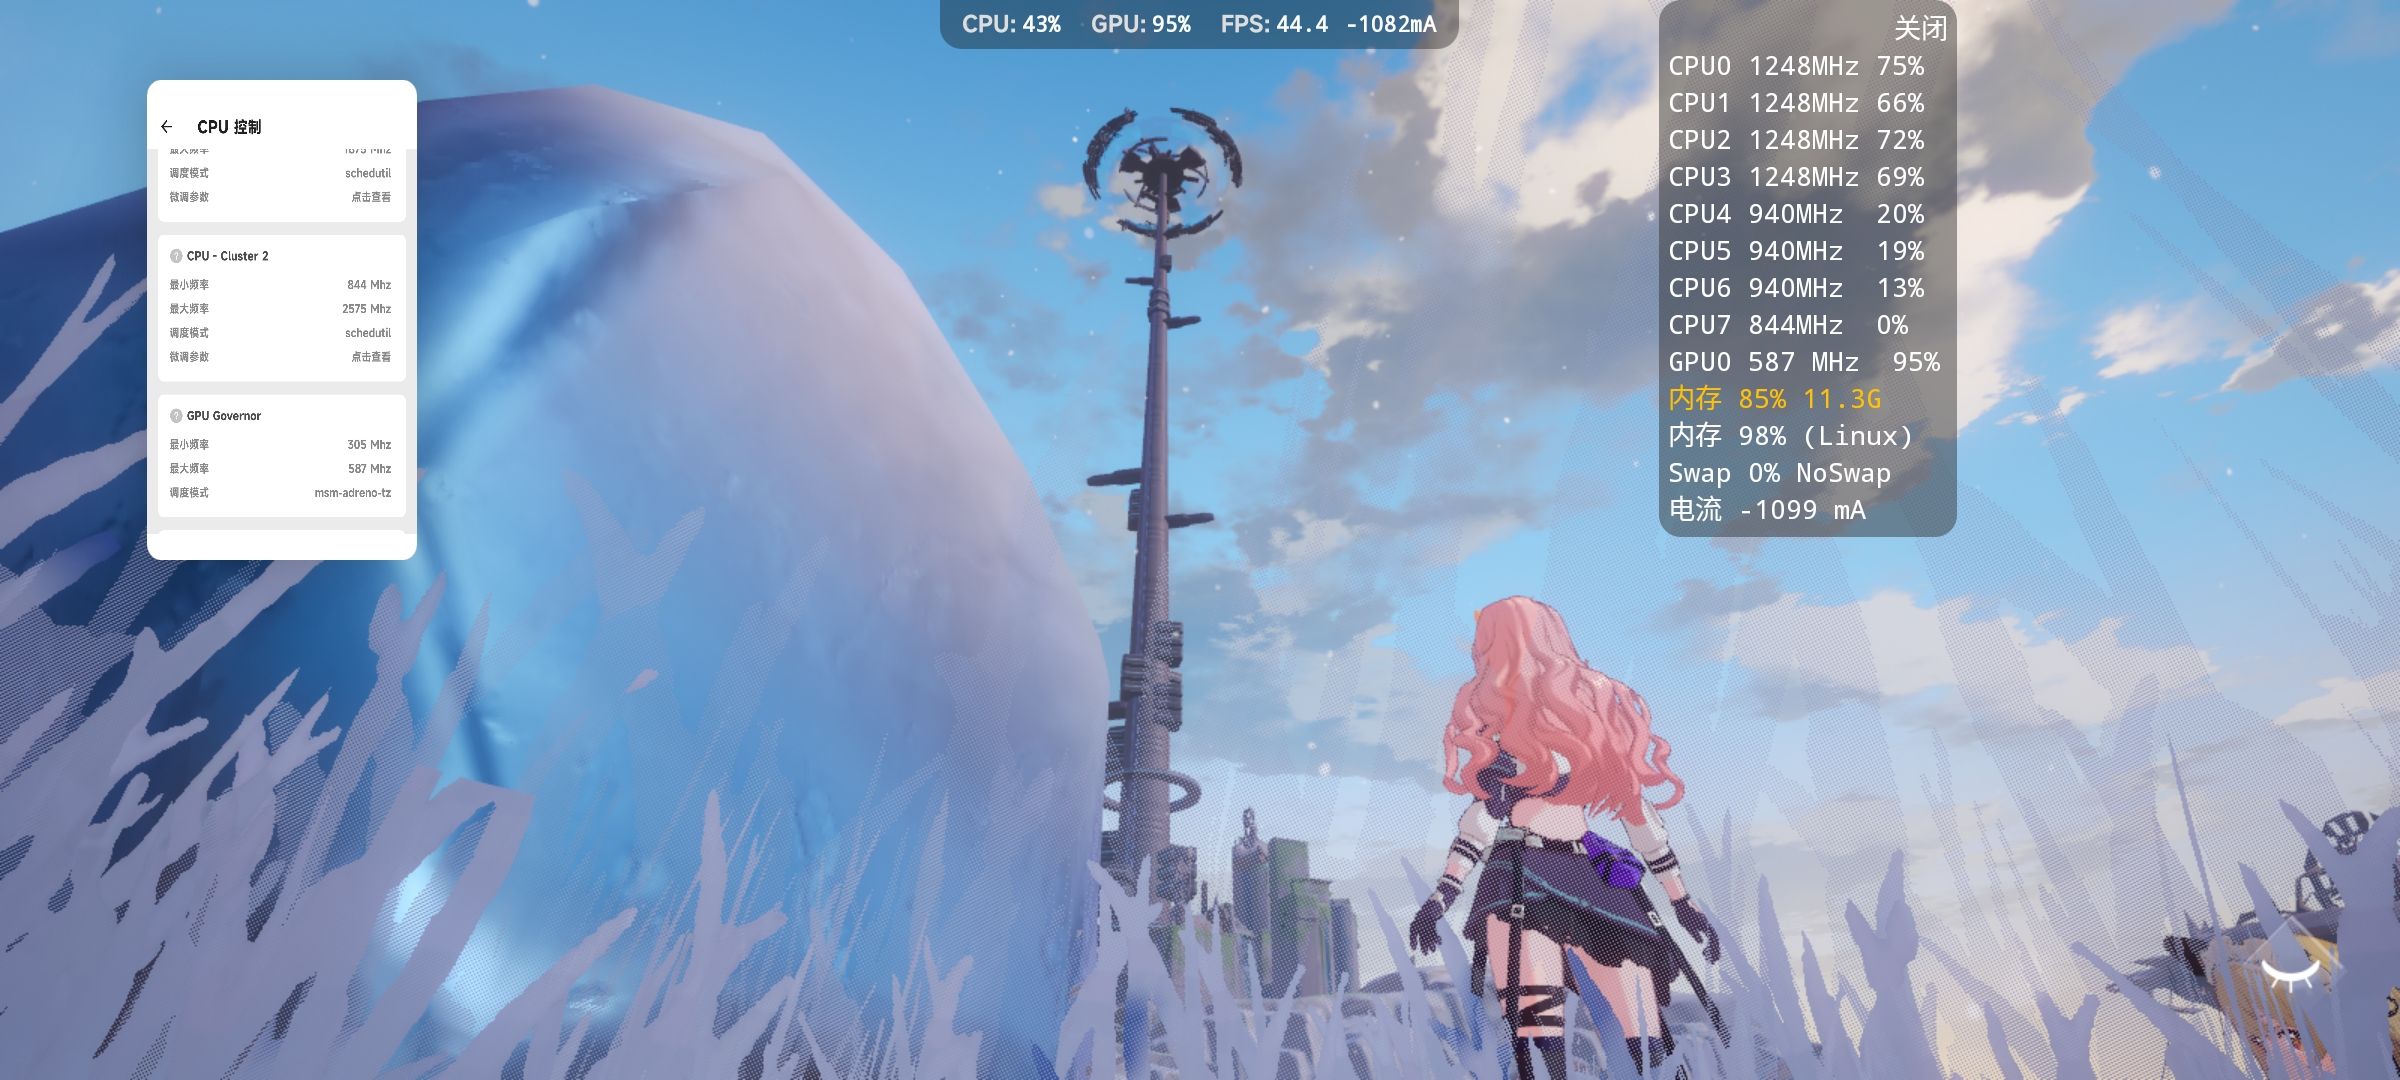 CPU: 43% GPU: 95% FPS: 44.4 -1082mA
CPU 控制
最大频率 1075 Mhz
调度模式 schedutil
微调参数 点击查看
CPU - Cluster 2
最小频率 844 Mhz
最大频率 2575 Mhz
调度模式 schedutil
微调参数 点击查看
GPU Governor
最小频率 305 Mhz
最大频率 587 Mhz
调度模式 msm-adreno-tz
关闭
CPU0 1248MHz 75%
CPU1 1248MHz 66%
CPU2 1248MHz 72%
CPU3 1248MHz 69%
CPU4 940MHz 20%
CPU5 940MHz 19%
CPU6 940MHz 13%
CPU7 844MHz 0%
GPU0 587 MHz 95%
内存 85% 11.3G
内存 98% (Linux)
Swap 0% NoSwap
电流 -1099 mA